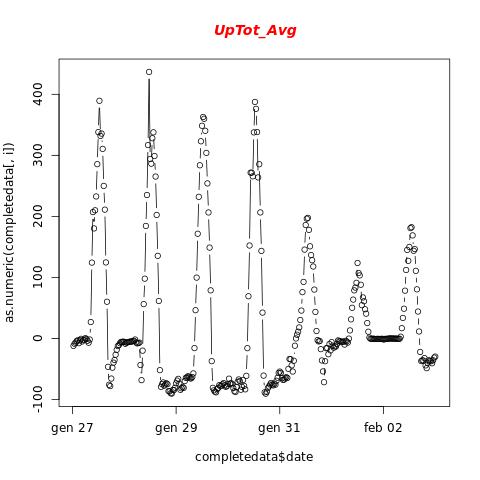 UpTot_Avg
as.numeric(completedata[, i])
400
300
200
100
0
-100
gen 27
gen 29
gen 31
feb 02
completedata$date